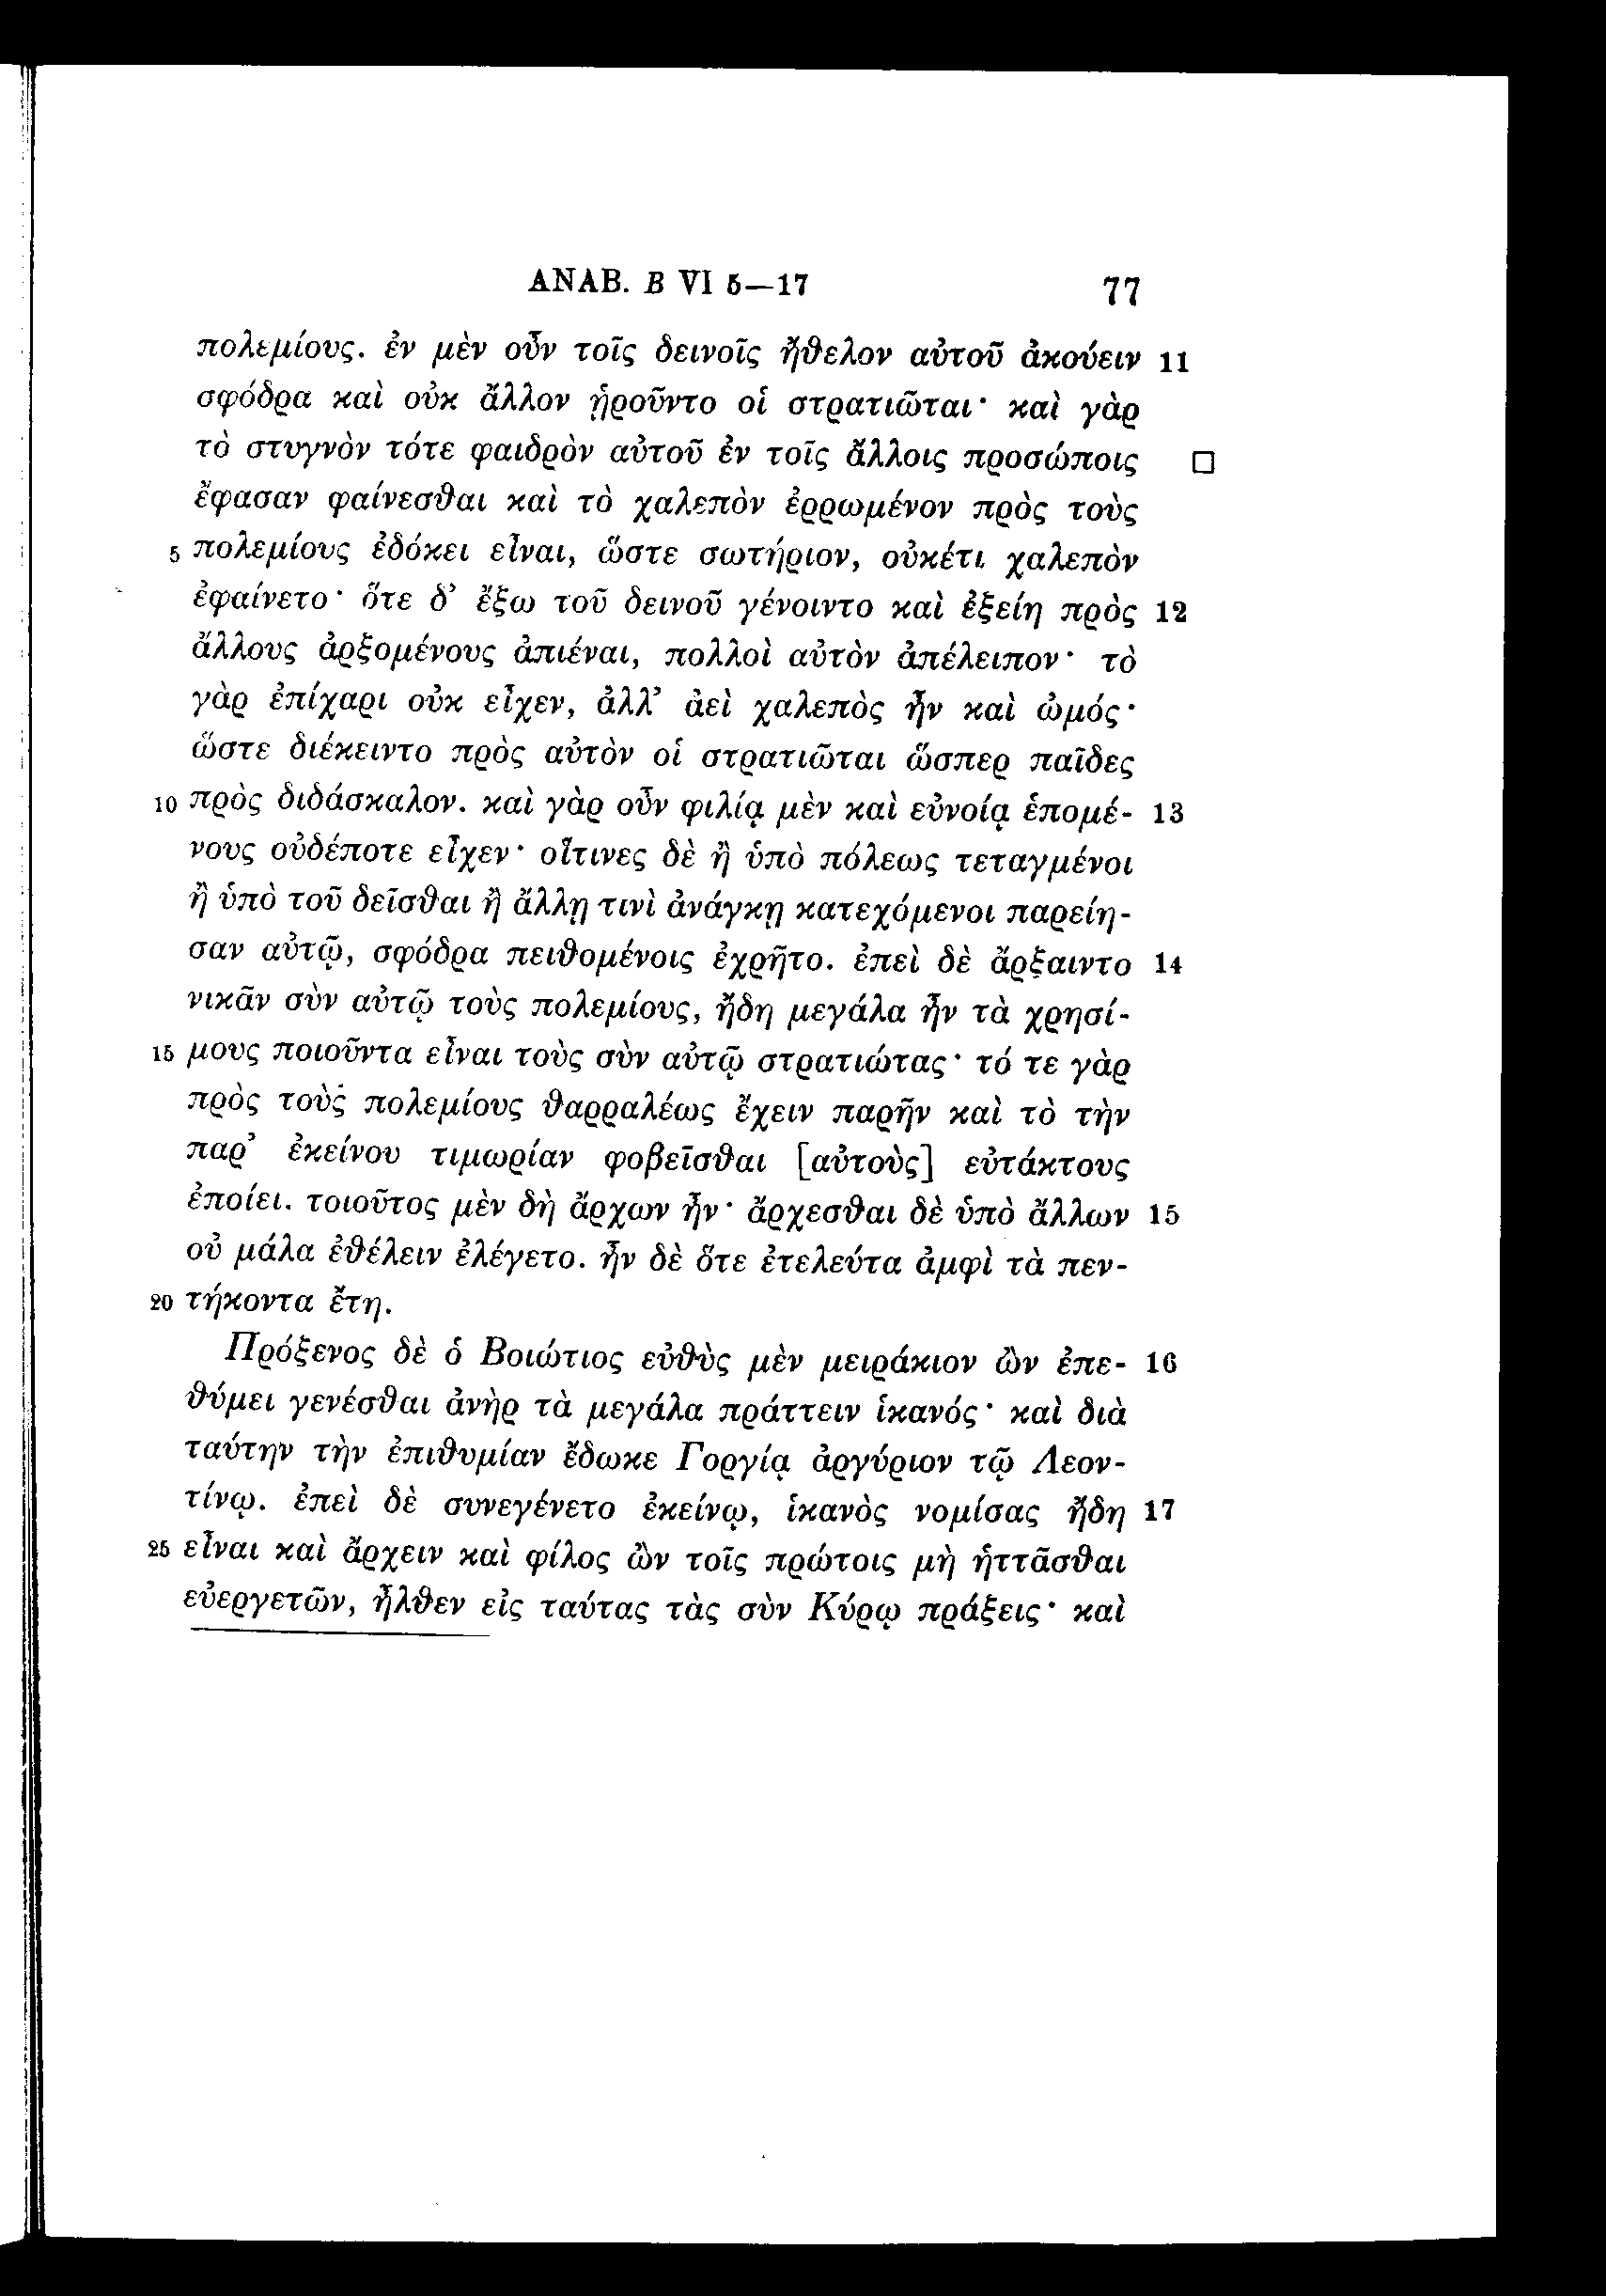 ΑΝΑΒ. Β VI 5—17 77
πολεμίους. ἐν μὲν οὖν τοῖς δεινοῖς ἤθελον αὐτοῦ ἀκούειν 11
σφόδρα καὶ οὐκ ἄλλον ᾑροῦντο οἱ στρατιῶται· καὶ γὰρ
τὸ στυγνὸν τότε φαιδρὸν αὐτοῦ ἐν τοῖς ἄλλοις προσώποις □
ἔφασαν φαίνεσθαι καὶ τὸ χαλεπὸν ἐρρωμένον πρὸς τοὺς
5 πολεμίους ἐδόκει εἶναι, ὥστε σωτήριον, οὐκέτι χαλεπὸν
ἐφαίνετο· ὅτε δ’ ἔξω τοῦ δεινοῦ γένοιντο καὶ ἐξείη πρὸς 12
ἄλλους ἀρξομένους ἀπιέναι, πολλοὶ αὐτὸν ἀπέλειπον· τὸ
γὰρ ἐπίχαρι οὐκ εἶχεν, ἀλλ’ ἀεὶ χαλεπὸς ἦν καὶ ὠμός·
ὥστε διέκειντο πρὸς αὐτὸν οἱ στρατιῶται ὥσπερ παῖδες
10 πρὸς διδάσκαλον. καὶ γὰρ οὖν φιλίᾳ μὲν καὶ εὐνοίᾳ ἑπομέ- 13
νους οὐδέποτε εἶχεν· οἵτινες δὲ ἢ ὑπὸ πόλεως τεταγμένοι
ἢ ὑπὸ τοῦ δεῖσθαι ἢ ἄλλῃ τινὶ ἀνάγκῃ κατεχόμενοι παρείη-
σαν αὐτῷ, σφόδρα πειθομένοις ἐχρῆτο. ἐπεὶ δὲ ἄρξαιντο 14
νικᾶν σὺν αὐτῷ τοὺς πολεμίους, ἤδη μεγάλα ἦν τὰ χρησί-
15 μους ποιοῦντα εἶναι τοὺς σὺν αὐτῷ στρατιώτας· τό τε γὰρ
πρὸς τοὺς πολεμίους θαρραλέως ἔχειν παρῆν καὶ τὸ τὴν
παρ’ ἐκείνου τιμωρίαν φοβεῖσθαι [αὐτοὺς] εὐτάκτους
ἐποίει. τοιοῦτος μὲν δὴ ἄρχων ἦν· ἄρχεσθαι δὲ ὑπὸ ἄλλων 15
οὐ μάλα ἐθέλειν ἐλέγετο. ἦν δὲ ὅτε ἐτελεύτα ἀμφὶ τὰ πεν-
20 τήκοντα ἔτη.
Πρόξενος δὲ ὁ Βοιώτιος εὐθὺς μὲν μειράκιον ὢν ἐπε- 16
θύμει γενέσθαι ἀνὴρ τὰ μεγάλα πράττειν ἱκανός· καὶ διὰ
ταύτην τὴν ἐπιθυμίαν ἔδωκε Γοργίᾳ ἀργύριον τῷ Λεον-
τίνῳ. ἐπεὶ δὲ συνεγένετο ἐκείνῳ, ἱκανὸς νομίσας ἤδη 17
25 εἶναι καὶ ἄρχειν καὶ φίλος ὢν τοῖς πρώτοις μὴ ἡττᾶσθαι
εὐεργετῶν, ἦλθεν εἰς ταύτας τὰς σὺν Κύρῳ πράξεις· καὶ